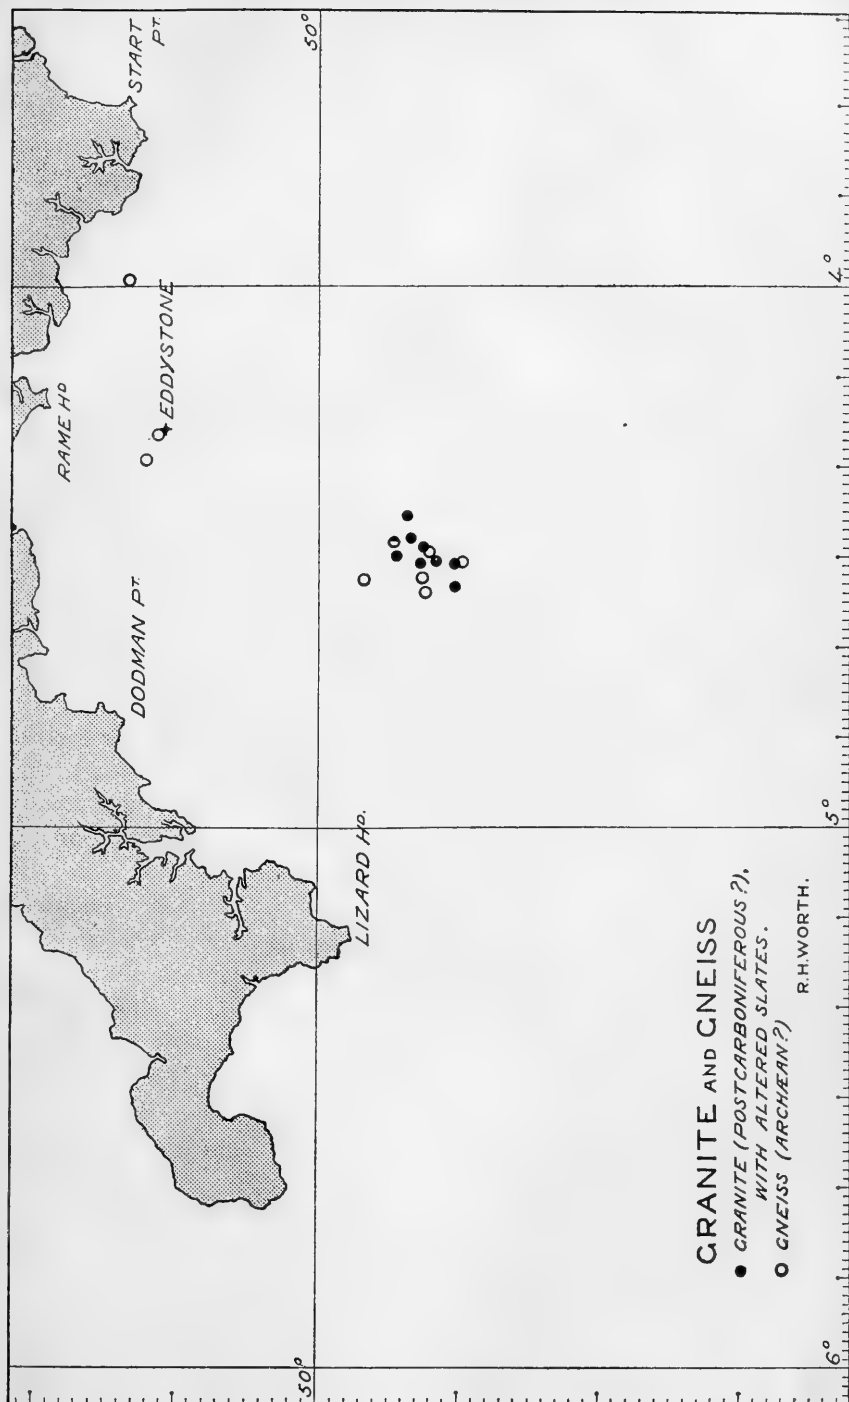 START
PT.
50°
RAME HD
EDDYSTONE
4°
DODMAN PT.
LIZARD HD.
5°
GRANITE AND GNEISS
GRANITE (POSTCARBONIFEROUS?),
WITH ALTERED SLATES.
GNEISS (ARCHÆAN?)
R.H.WORTH.
50°
6°